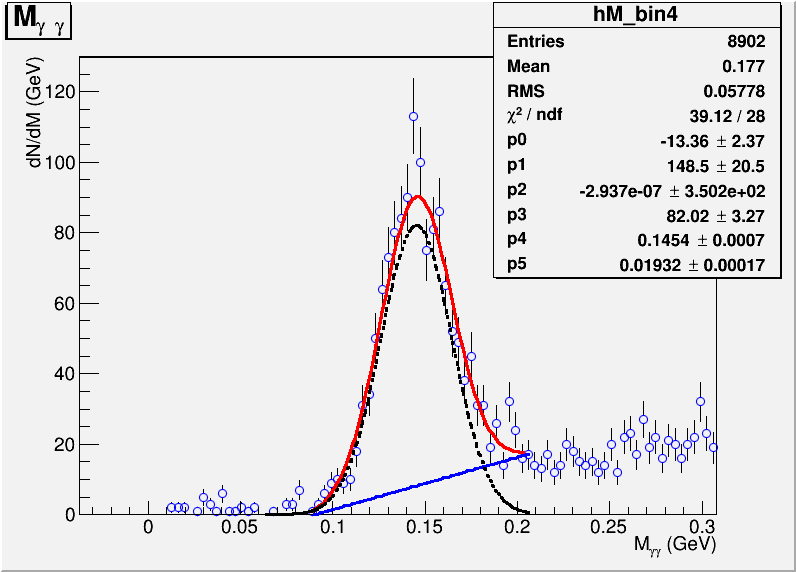 Mγ γ
hM_bin4
Entries 8902
Mean 0.177
RMS 0.05778
χ² / ndf 39.12 / 28
p0 -13.36 ± 2.37
p1 148.5 ± 20.5
p2 -2.937e-07 ± 3.502e+02
p3 82.02 ± 3.27
p4 0.1454 ± 0.0007
p5 0.01932 ± 0.00017
dN/dM (GeV)
120
100
80
60
40
20
0
0 0.05 0.1 0.15 0.2 0.25 0.3
Mγγ (GeV)